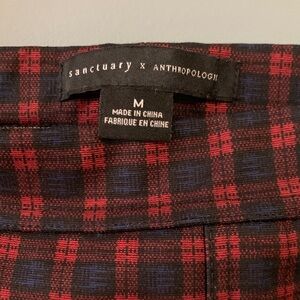 sanctuary x ANTHROPOLOGIE
M
MADE IN CHINA
FABRIQUÉ EN CHINE